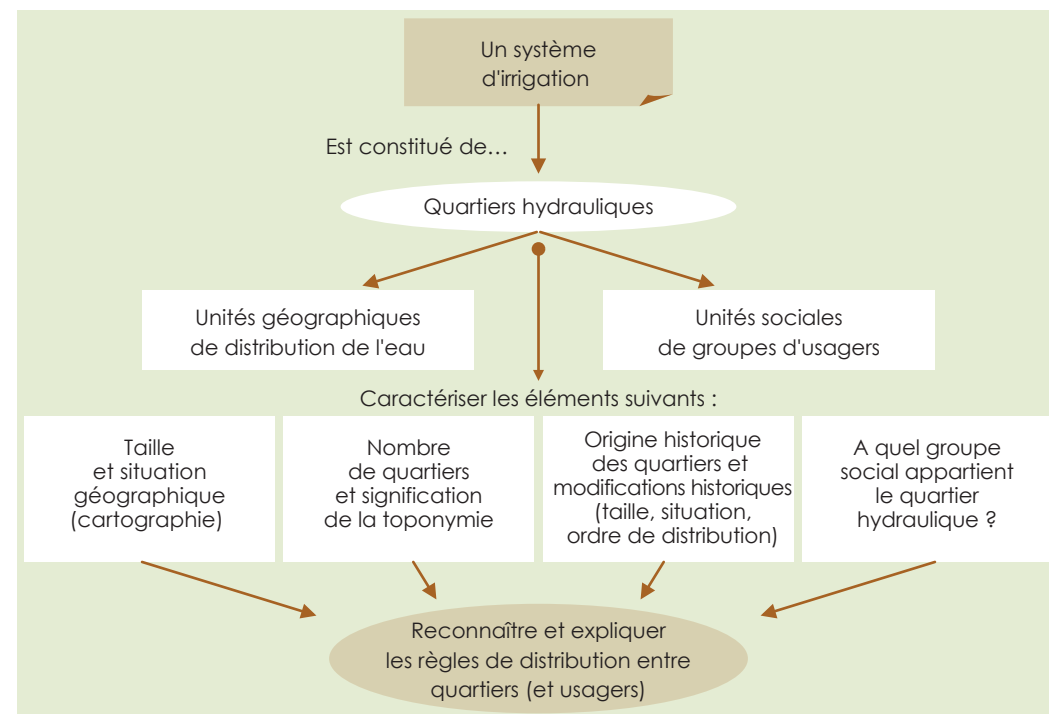 Un système
d'irrigation
Est constitué de…
Quartiers hydrauliques
Unités géographiques
de distribution de l'eau
Unités sociales
de groupes d'usagers
Caractériser les éléments suivants :
Taille
et situation
géographique
(cartographie)
Nombre
de quartiers
et signification
de la toponymie
Origine historique
des quartiers et
modifications historiques
(taille, situation,
ordre de distribution)
A quel groupe
social appartient
le quartier
hydraulique ?
Reconnaître et expliquer
les règles de distribution entre
quartiers (et usagers)